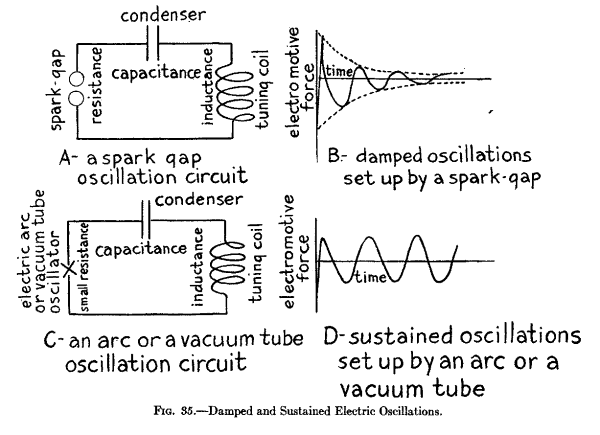 condenser
spark-gap
resistance
capacitance
inductance
tuning coil
A- a spark gap
oscillation circuit
electromotive
force
time
B- damped oscillations
set up by a spark-gap
condenser
electric arc
or vacuum tube
oscillator
small resistance
capacitance
inductance
tuning coil
C- an arc or a vacuum tube
oscillation circuit
electromotive
force
time
D- sustained oscillations
set up by an arc or a
vacuum tube
Fig. 35.—Damped and Sustained Electric Oscillations.